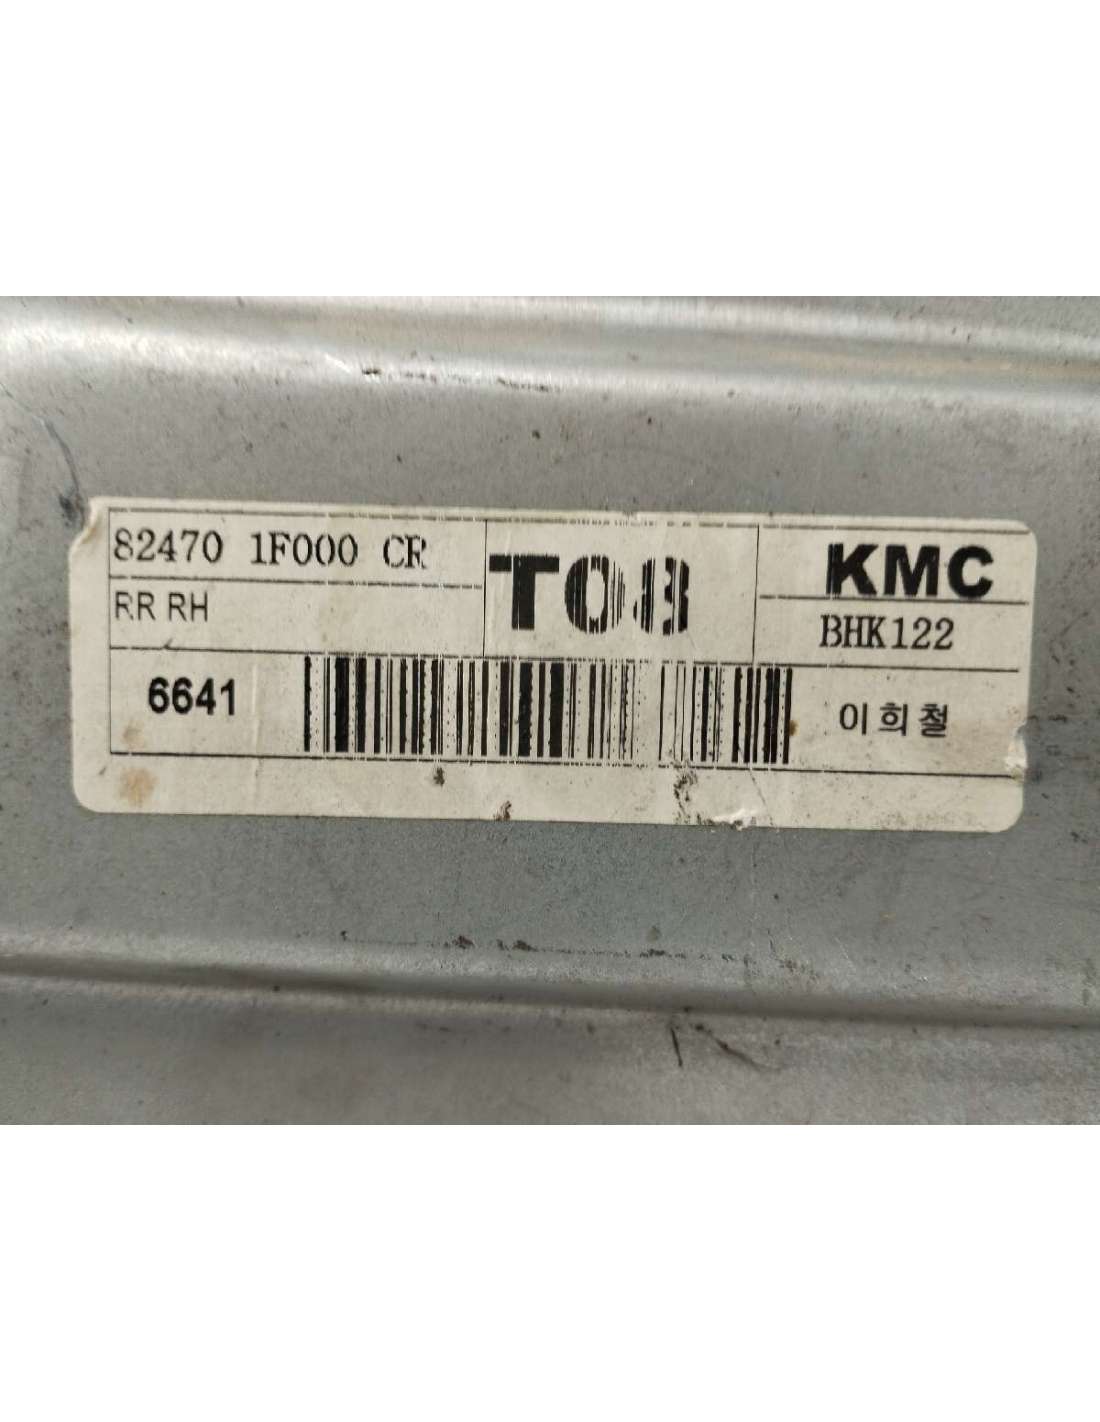 82470 1F000 CR
T08
KMC
RR RH
BHK122
6641
이희철